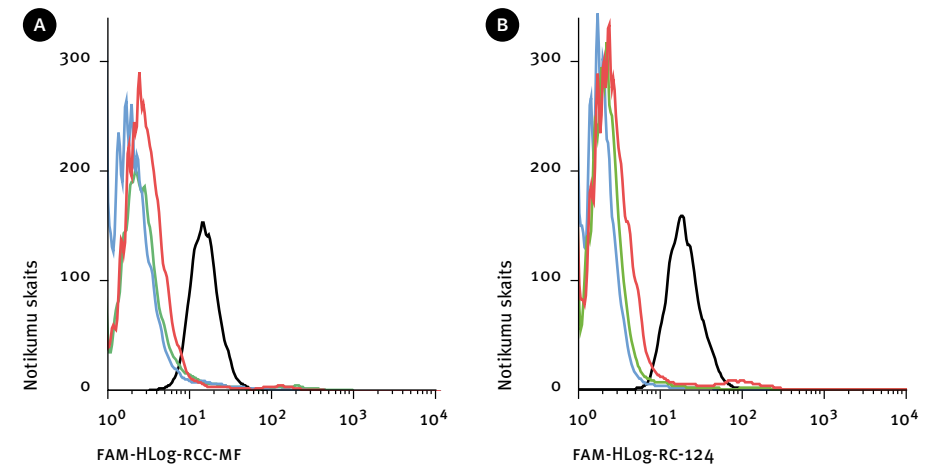 A
300
200
100
0
Notikumu skaits
10⁰ 10¹ 10² 10³ 10⁴
FAM-HLog-RCC-MF
B
300
200
100
0
Notikumu skaits
10⁰ 10¹ 10² 10³ 10⁴
FAM-HLog-RC-124